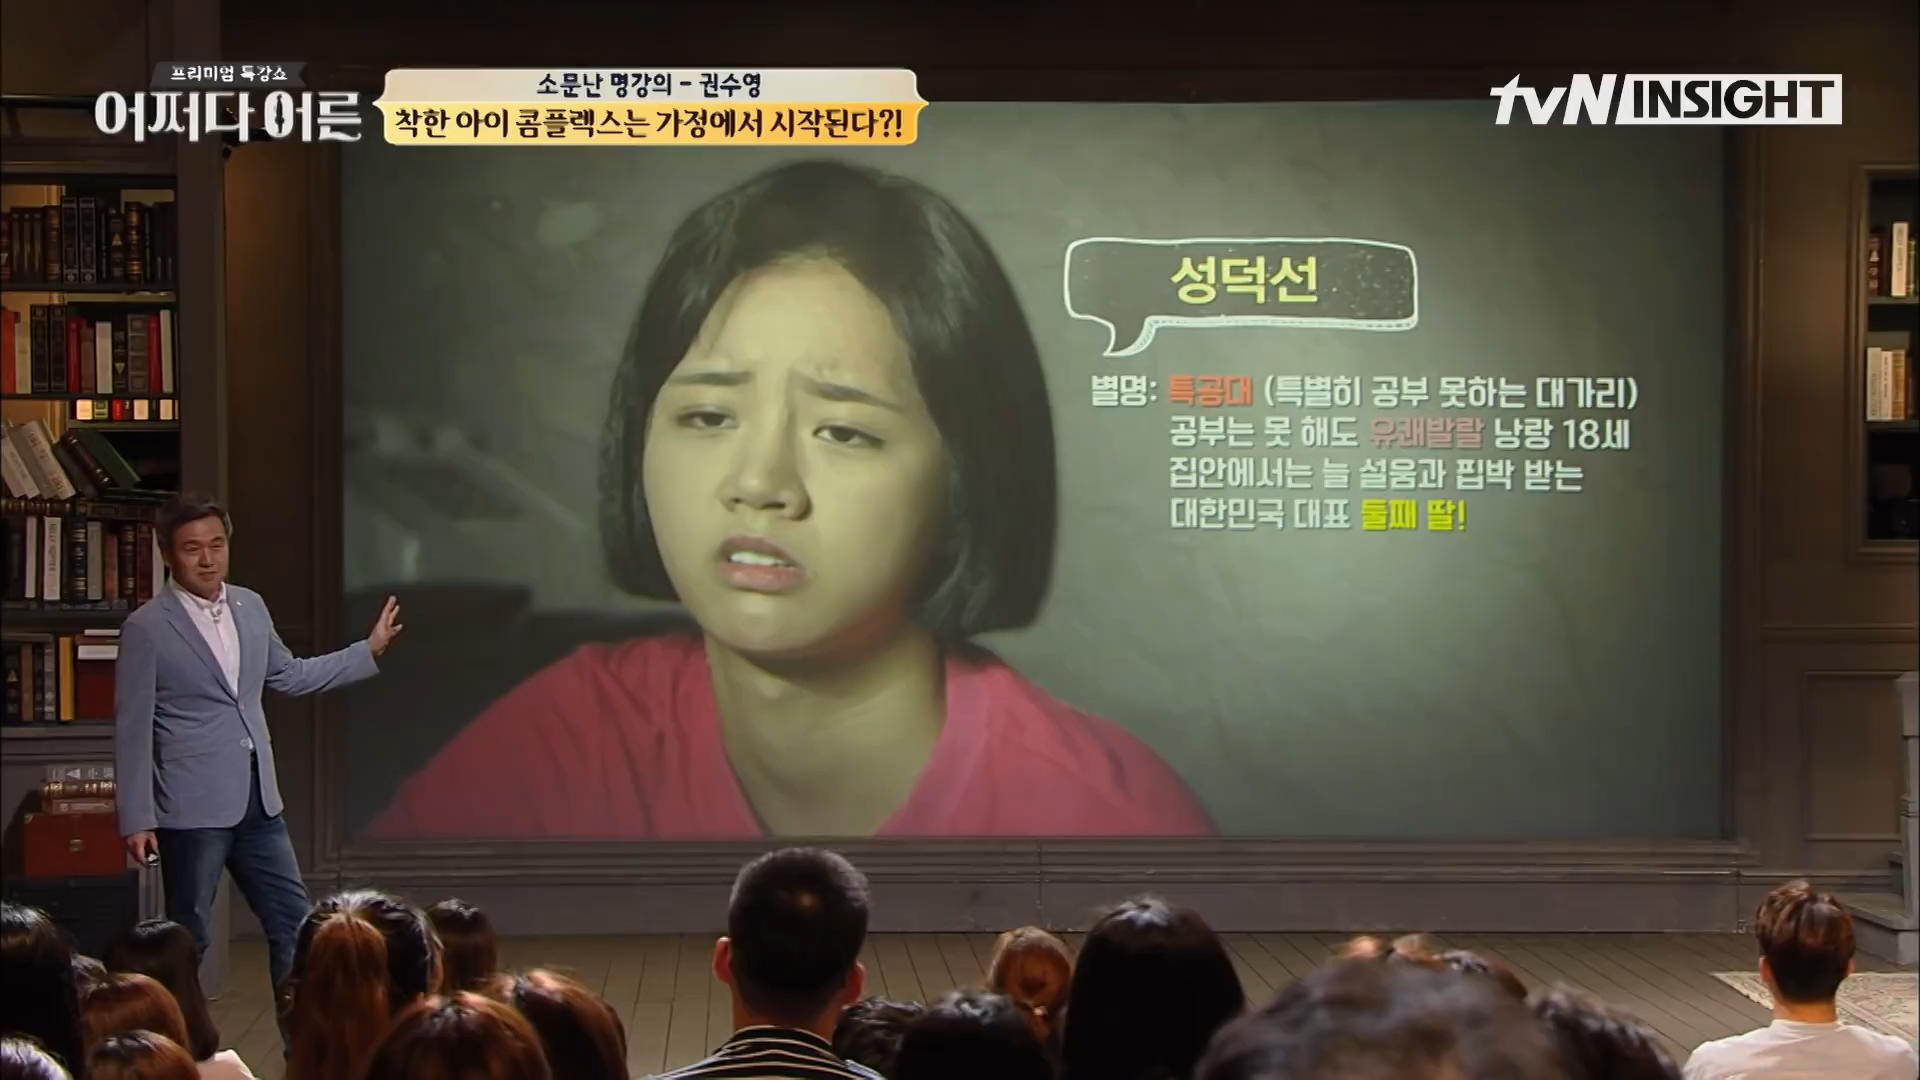 프리미엄 특강쇼
어쩌다 어른
소문난 명강의 - 권수영
착한 아이 콤플렉스는 가정에서 시작된다?!
tvN INSIGHT
성덕선
별명: 특공대 (특별히 공부 못하는 대가리)
공부는 못 해도 유쾌발랄 낭랑 18세
집안에서는 늘 설움과 핍박 받는
대한민국 대표 둘째 딸!